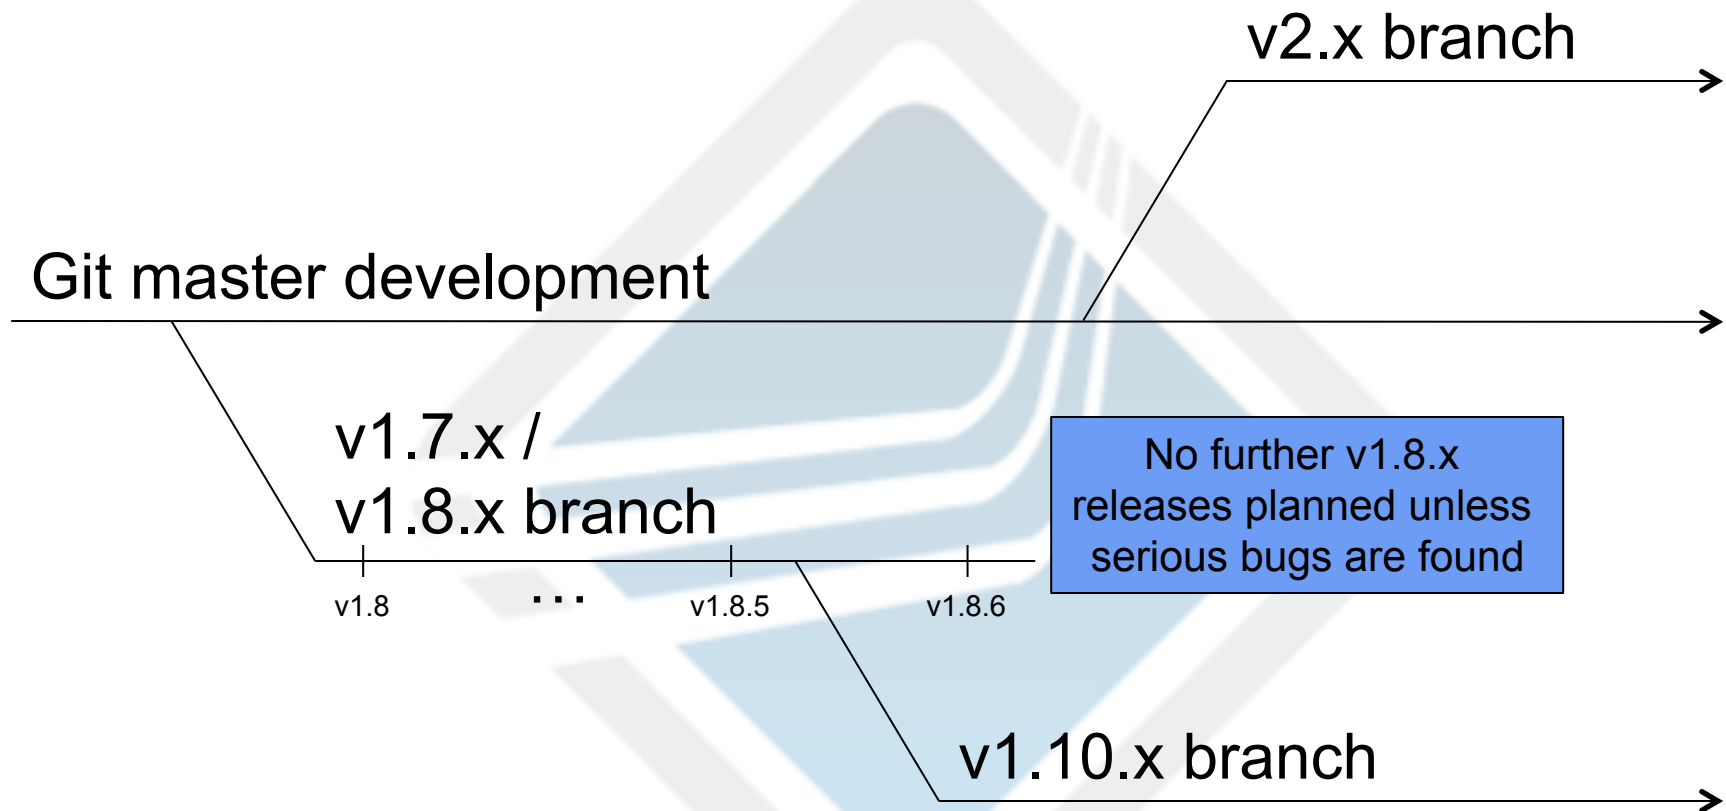 v2.x branch
Git master development
v1.7.x /
v1.8.x branch
No further v1.8.x
releases planned unless
serious bugs are found
v1.8
…
v1.8.5
v1.8.6
v1.10.x branch